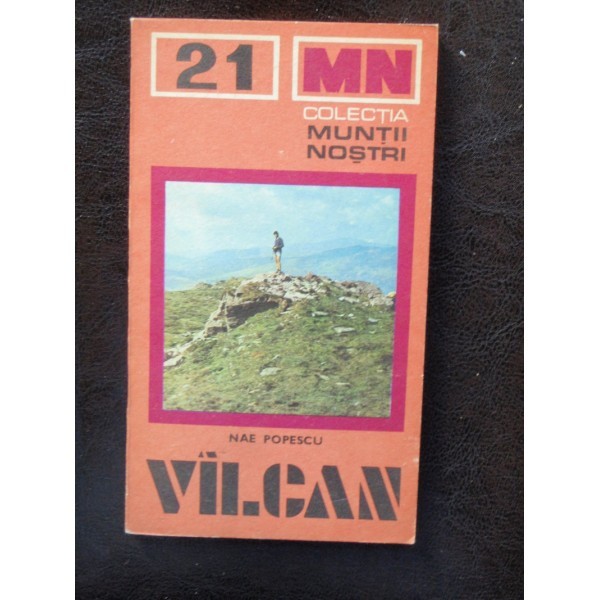 21 MN
COLECȚIA
MUNȚII
NOȘTRI
NAE POPESCU
VÎLCAN